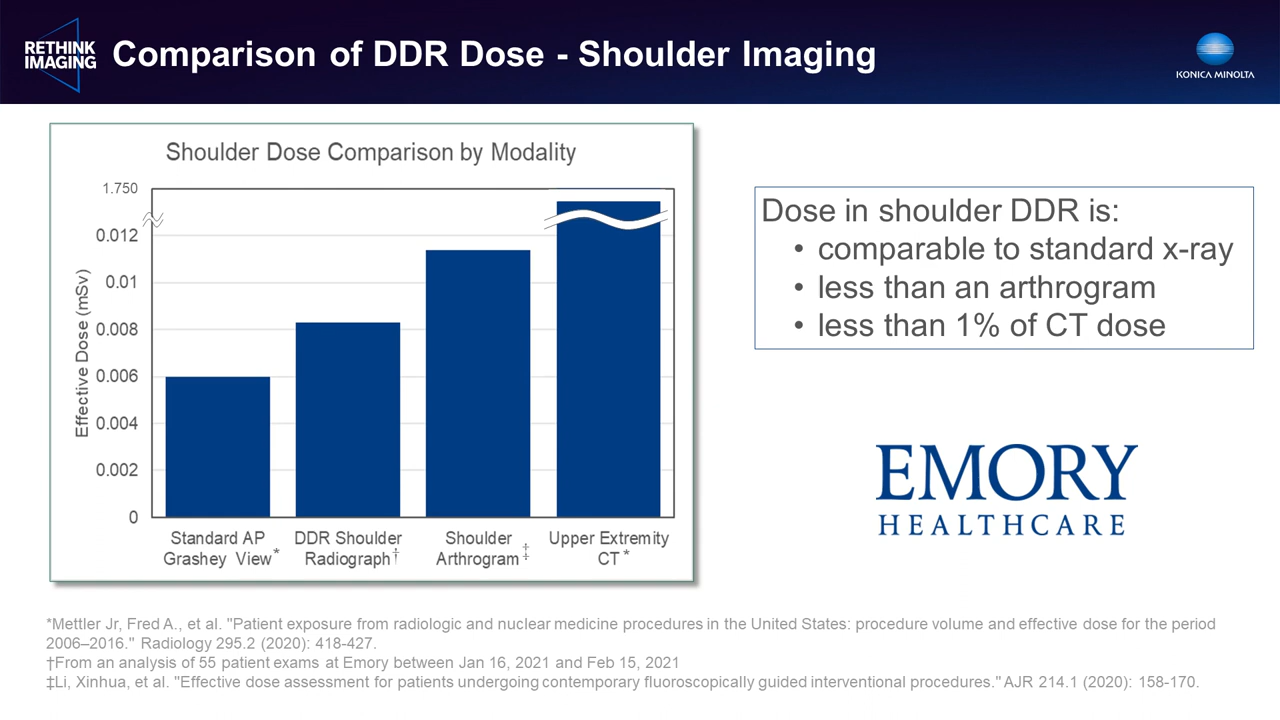 RETHINK
IMAGING
Comparison of DDR Dose - Shoulder Imaging
KONICA MINOLTA
Shoulder Dose Comparison by Modality
1.750
0.012
0.01
0.008
0.006
0.004
0.002
0
Effective Dose (mSv)
Standard AP
Grashey View*
DDR Shoulder
Radiograph†
Shoulder
Arthrogram‡
Upper Extremity
CT*
Dose in shoulder DDR is:
• comparable to standard x-ray
• less than an arthrogram
• less than 1% of CT dose
EMORY
HEALTHCARE
*Mettler Jr, Fred A., et al. "Patient exposure from radiologic and nuclear medicine procedures in the United States: procedure volume and effective dose for the period
2006–2016." Radiology 295.2 (2020): 418-427.
†From an analysis of 55 patient exams at Emory between Jan 16, 2021 and Feb 15, 2021
‡Li, Xinhua, et al. "Effective dose assessment for patients undergoing contemporary fluoroscopically guided interventional procedures." AJR 214.1 (2020): 158-170.